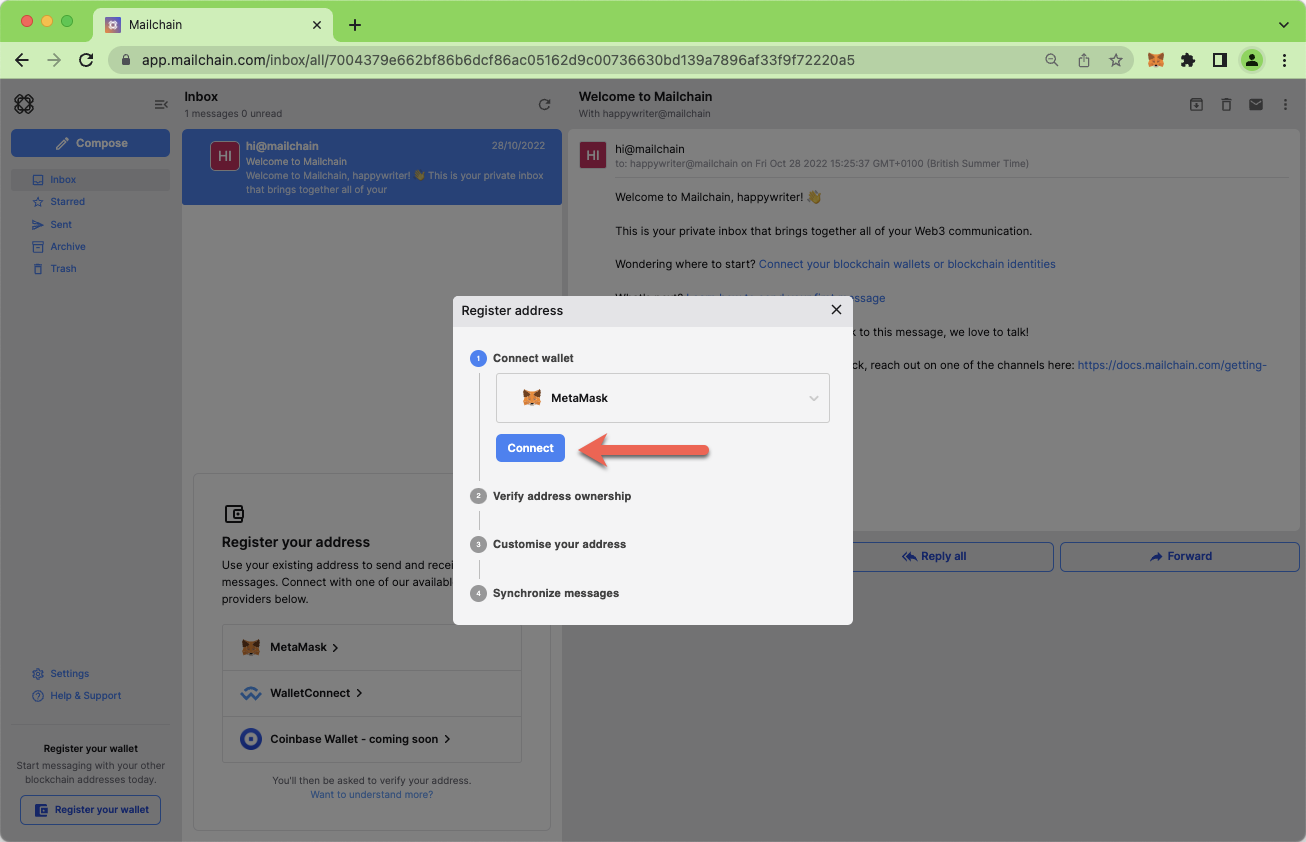 Mailchain
app.mailchain.com/inbox/all/7004379e662bf86b6dcf86ac05162d9c00736630bd139a7896af33f9f72220a5
Compose
Inbox
Starred
Sent
Archive
Trash
Settings
Help & Support
Register your wallet
Start messaging with your other
blockchain addresses today.
Register your wallet
Inbox
1 messages 0 unread
HI
hi@mailchain
28/10/2022
Welcome to Mailchain
Welcome to Mailchain, happywriter! 👋 This is your private inbox
that brings together all of your
Register your address
Use your existing address to send and recei
messages. Connect with one of our availabl
providers below.
MetaMask
WalletConnect
Coinbase Wallet - coming soon
You'll then be asked to verify your address.
Want to understand more?
Welcome to Mailchain
With happywriter@mailchain
HI
hi@mailchain
to: happywriter@mailchain on Fri Oct 28 2022 15:25:37 GMT+0100 (British Summer Time)
Welcome to Mailchain, happywriter! 👋
This is your private inbox that brings together all of your Web3 communication.
Wondering where to start? Connect your blockchain wallets or blockchain identities
ssage
to this message, we love to talk!
ck, reach out on one of the channels here: https://docs.mailchain.com/getting-
Reply all
Forward
Register address
1 Connect wallet
MetaMask
Connect
2 Verify address ownership
3 Customise your address
4 Synchronize messages